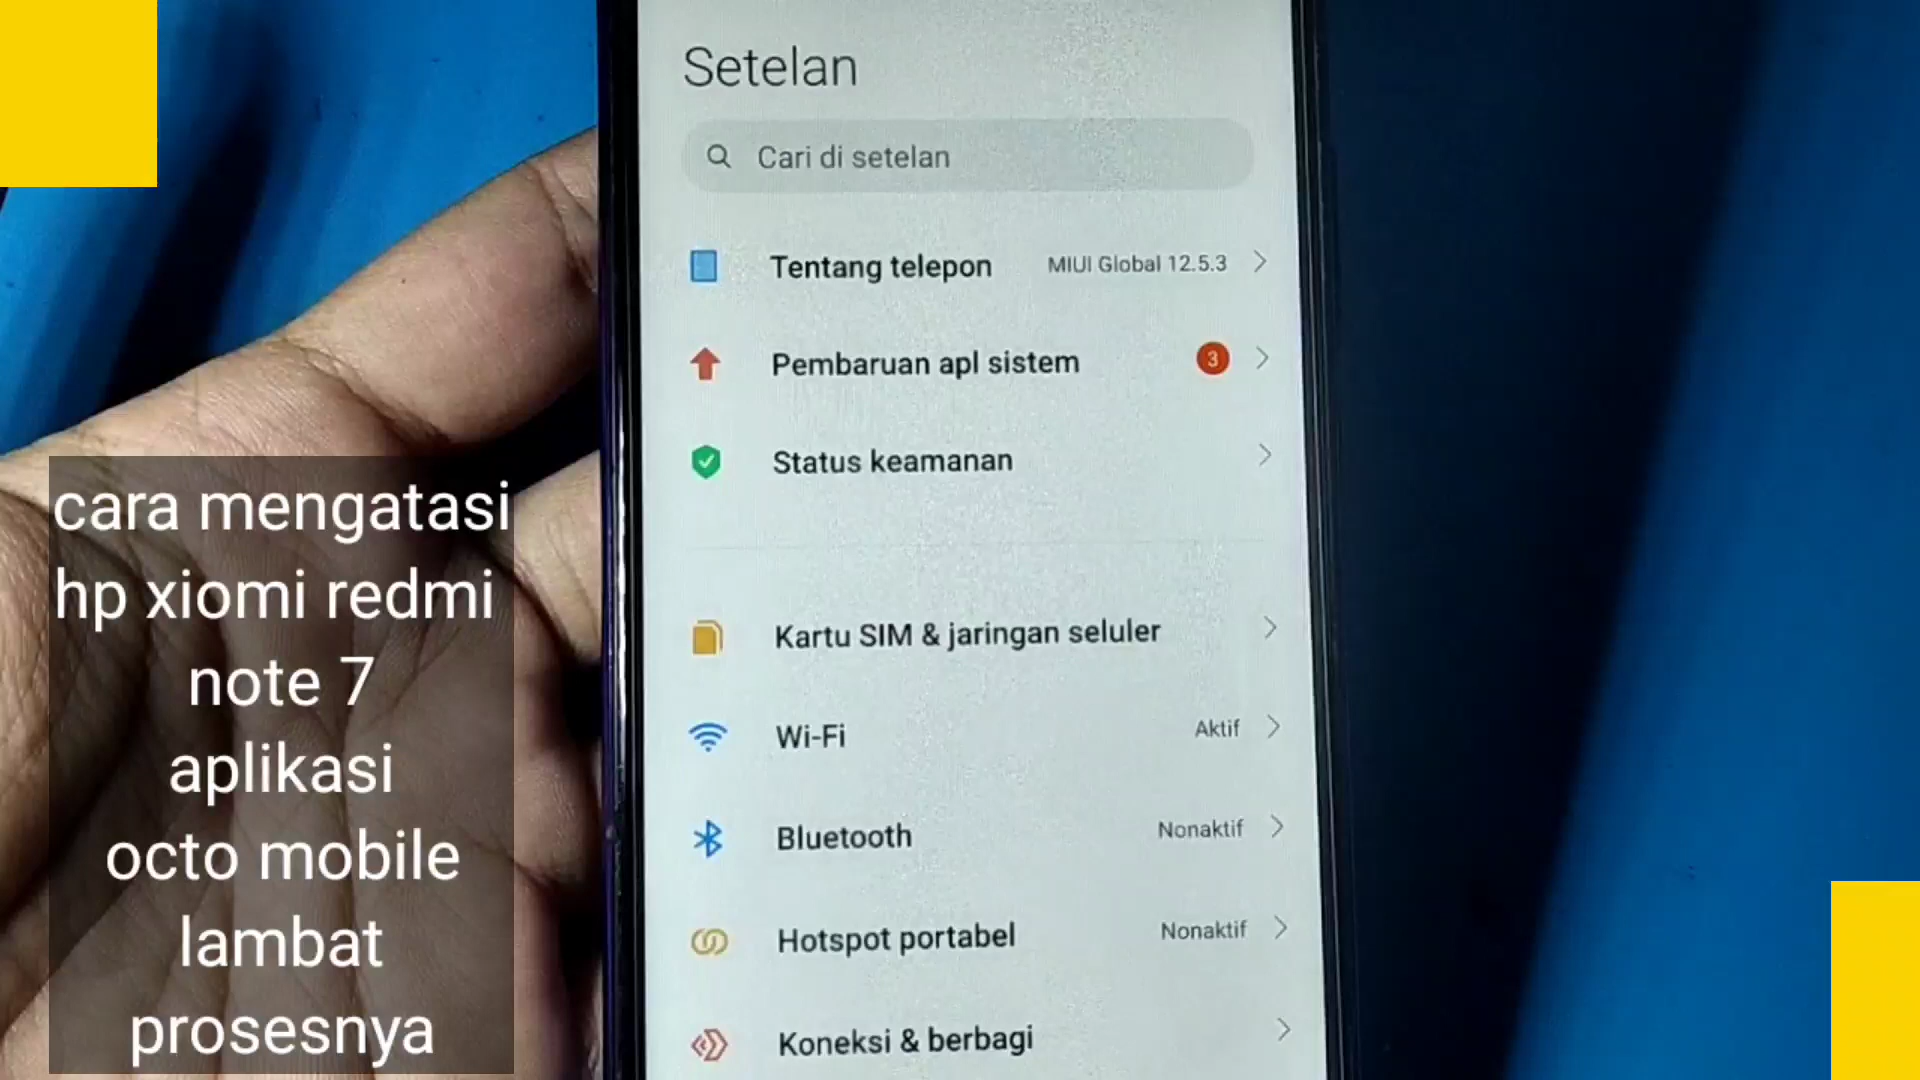 Setelan
Cari di setelan
Tentang telepon MIUI Global 12.5.3
Pembaruan apl sistem 3
Status keamanan
Kartu SIM & jaringan seluler
Wi-Fi Aktif
Bluetooth Nonaktif
Hotspot portabel Nonaktif
Koneksi & berbagi
cara mengatasi
hp xiomi redmi
note 7
aplikasi
octo mobile
lambat
prosesnya